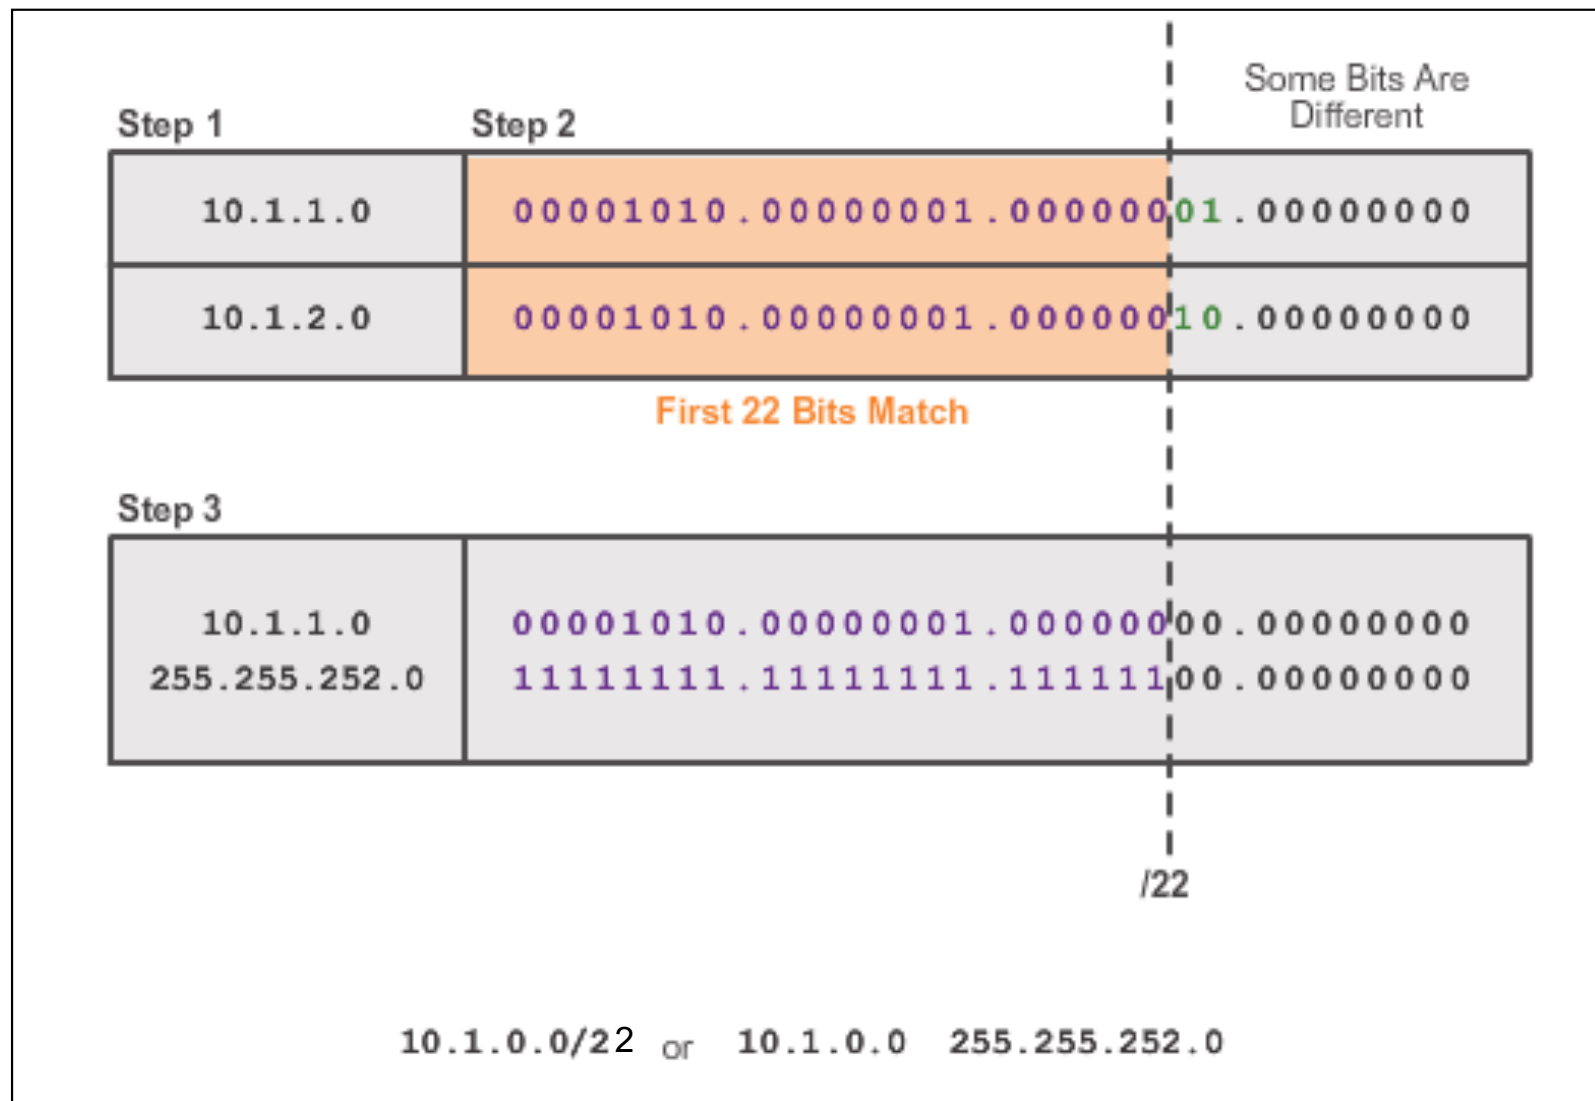 Some Bits Are
Different
Step 1 Step 2
10.1.1.0 00001010.00000001.00000001.00000000
10.1.2.0 00001010.00000001.00000010.00000000
First 22 Bits Match
Step 3
10.1.1.0 00001010.00000001.00000000.00000000
255.255.252.0 11111111.11111111.11111100.00000000
/22
10.1.0.0/22 or 10.1.0.0 255.255.252.0